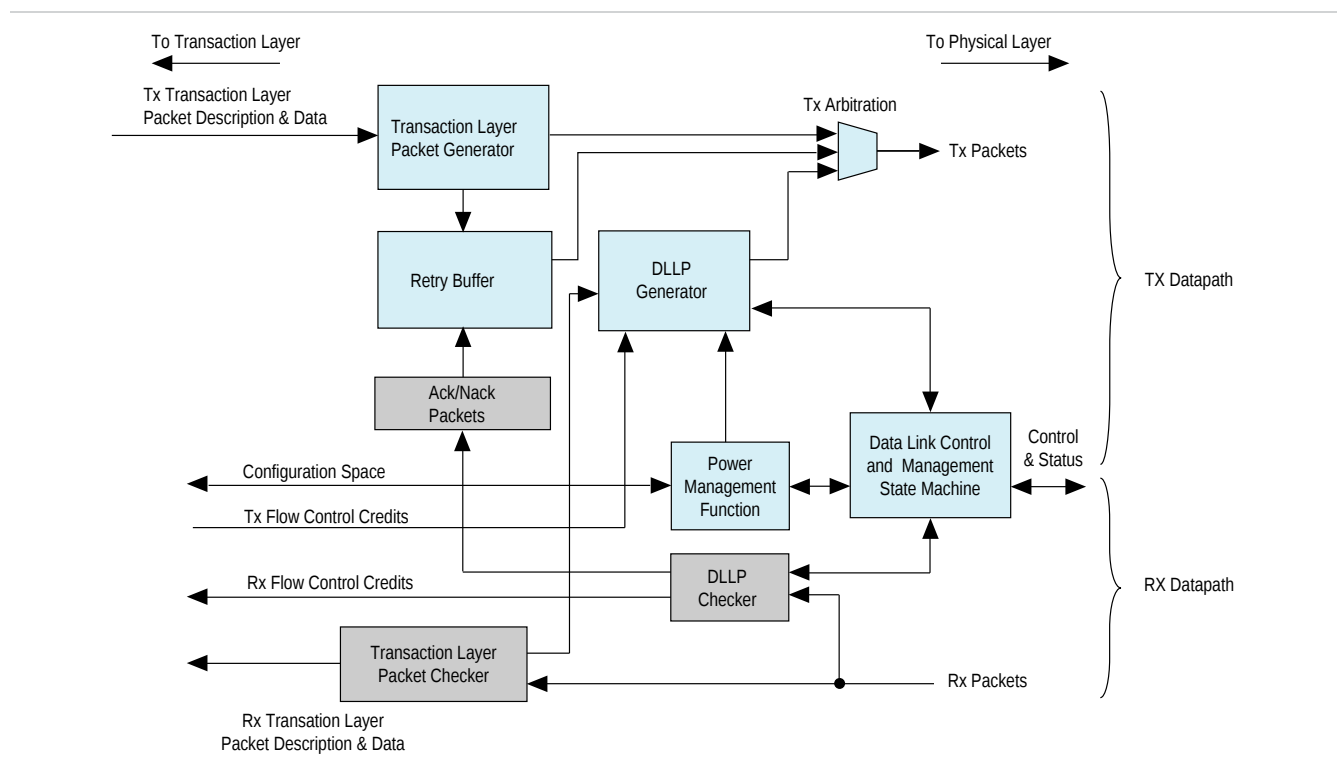 To Transaction Layer
To Physical Layer
Tx Transaction Layer
Packet Description & Data
Transaction Layer
Packet Generator
Tx Arbitration
Tx Packets
Retry Buffer
DLLP
Generator
TX Datapath
Ack/Nack
Packets
Configuration Space
Power
Management
Function
Data Link Control
and Management
State Machine
Control
& Status
Tx Flow Control Credits
Rx Flow Control Credits
DLLP
Checker
RX Datapath
Transaction Layer
Packet Checker
Rx Packets
Rx Transation Layer
Packet Description & Data